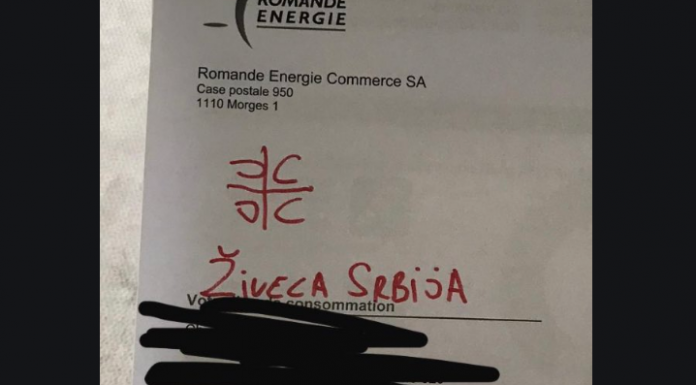 ROMANDE
ENERGIE
Romande Energie Commerce SA
Case postale 950
1110 Morges 1
Ɔ C
Ɔ C
ŽIVECA SRBIJA
consommation